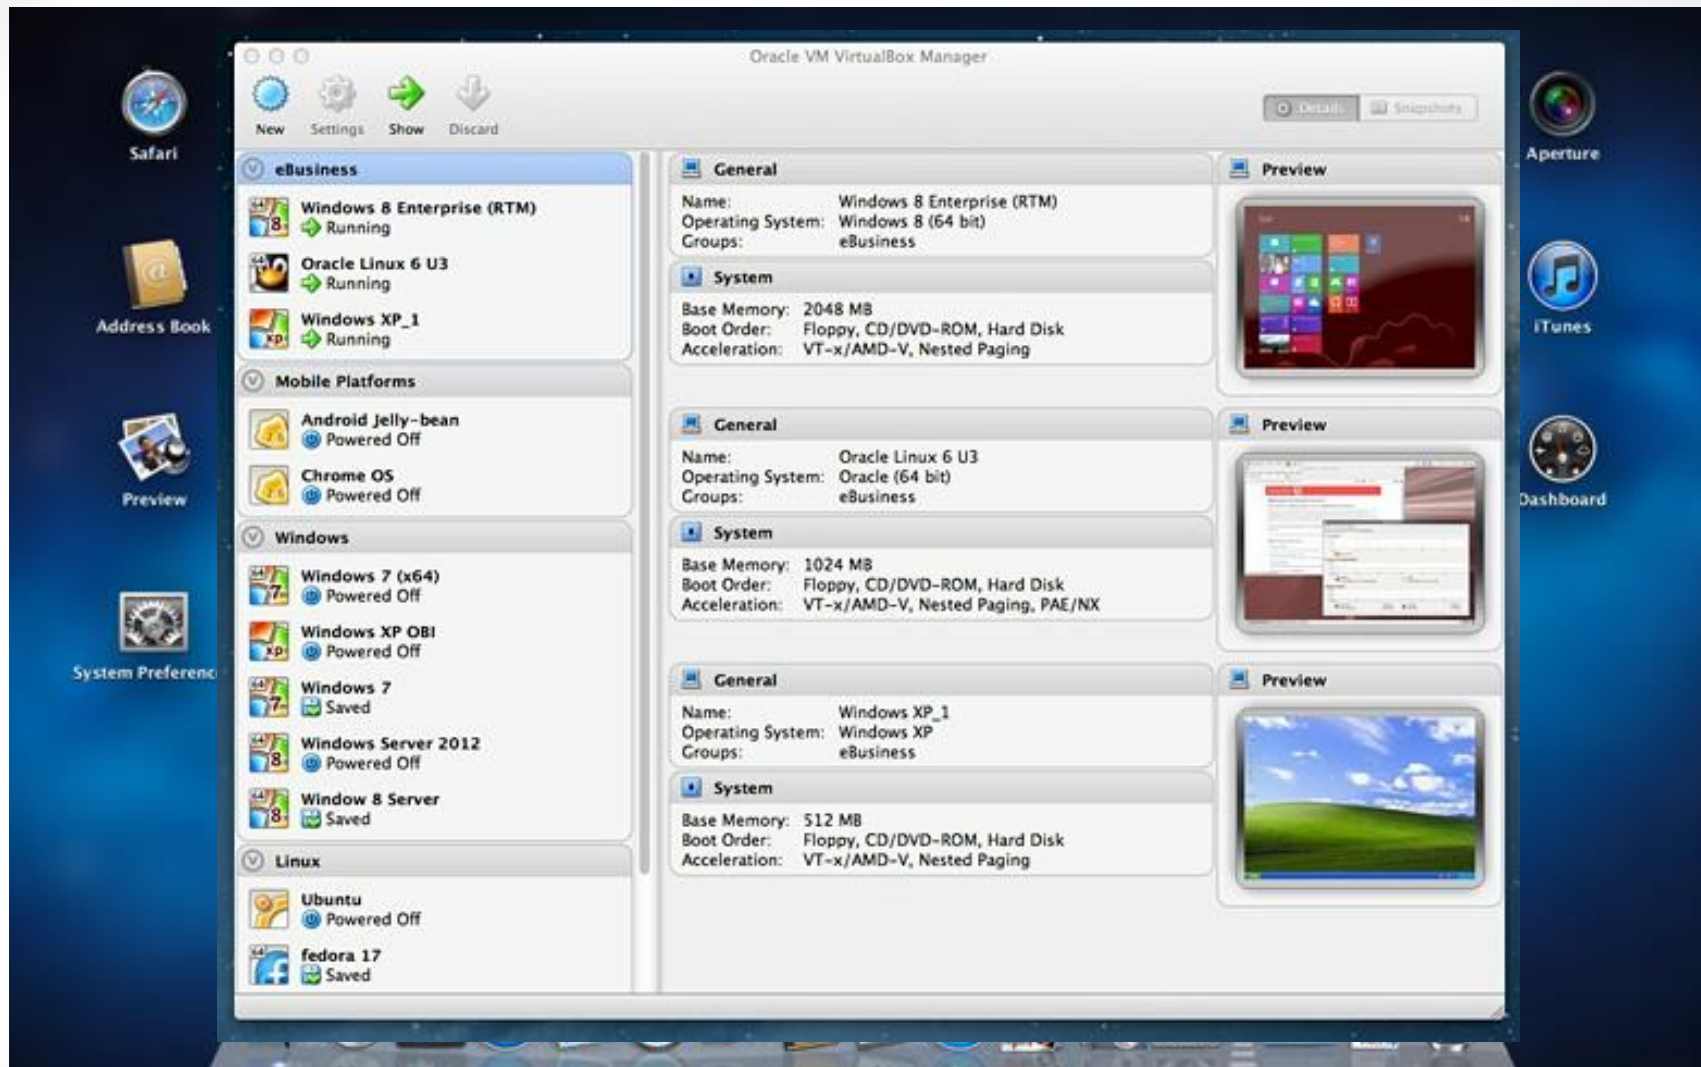 Oracle VM VirtualBox Manager
New Settings Show Discard
Details Snapshots
Safari
Address Book
Preview
System Preferenc
eBusiness
Windows 8 Enterprise (RTM)
Running
Oracle Linux 6 U3
Running
Windows XP_1
Running
Mobile Platforms
Android Jelly-bean
Powered Off
Chrome OS
Powered Off
Windows
Windows 7 (x64)
Powered Off
Windows XP OBI
Powered Off
Windows 7
Saved
Windows Server 2012
Powered Off
Window 8 Server
Saved
Linux
Ubuntu
Powered Off
fedora 17
Saved
General
Name: Windows 8 Enterprise (RTM)
Operating System: Windows 8 (64 bit)
Groups: eBusiness
System
Base Memory: 2048 MB
Boot Order: Floppy, CD/DVD-ROM, Hard Disk
Acceleration: VT-x/AMD-V, Nested Paging
Preview
General
Name: Oracle Linux 6 U3
Operating System: Oracle (64 bit)
Groups: eBusiness
System
Base Memory: 1024 MB
Boot Order: Floppy, CD/DVD-ROM, Hard Disk
Acceleration: VT-x/AMD-V, Nested Paging, PAE/NX
Preview
General
Name: Windows XP_1
Operating System: Windows XP
Groups: eBusiness
System
Base Memory: 512 MB
Boot Order: Floppy, CD/DVD-ROM, Hard Disk
Acceleration: VT-x/AMD-V, Nested Paging
Preview
Aperture
iTunes
Dashboard